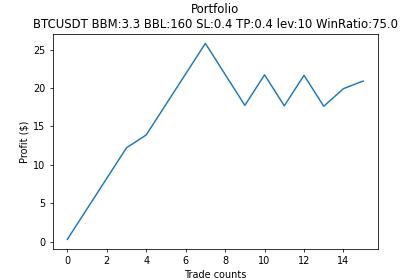 Portfolio
BTCUSDT BBM:3.3 BBL:160 SL:0.4 TP:0.4 lev:10 WinRatio:75.0
25
20
15
10
5
0
Profit ($)
0 2 4 6 8 10 12 14
Trade counts